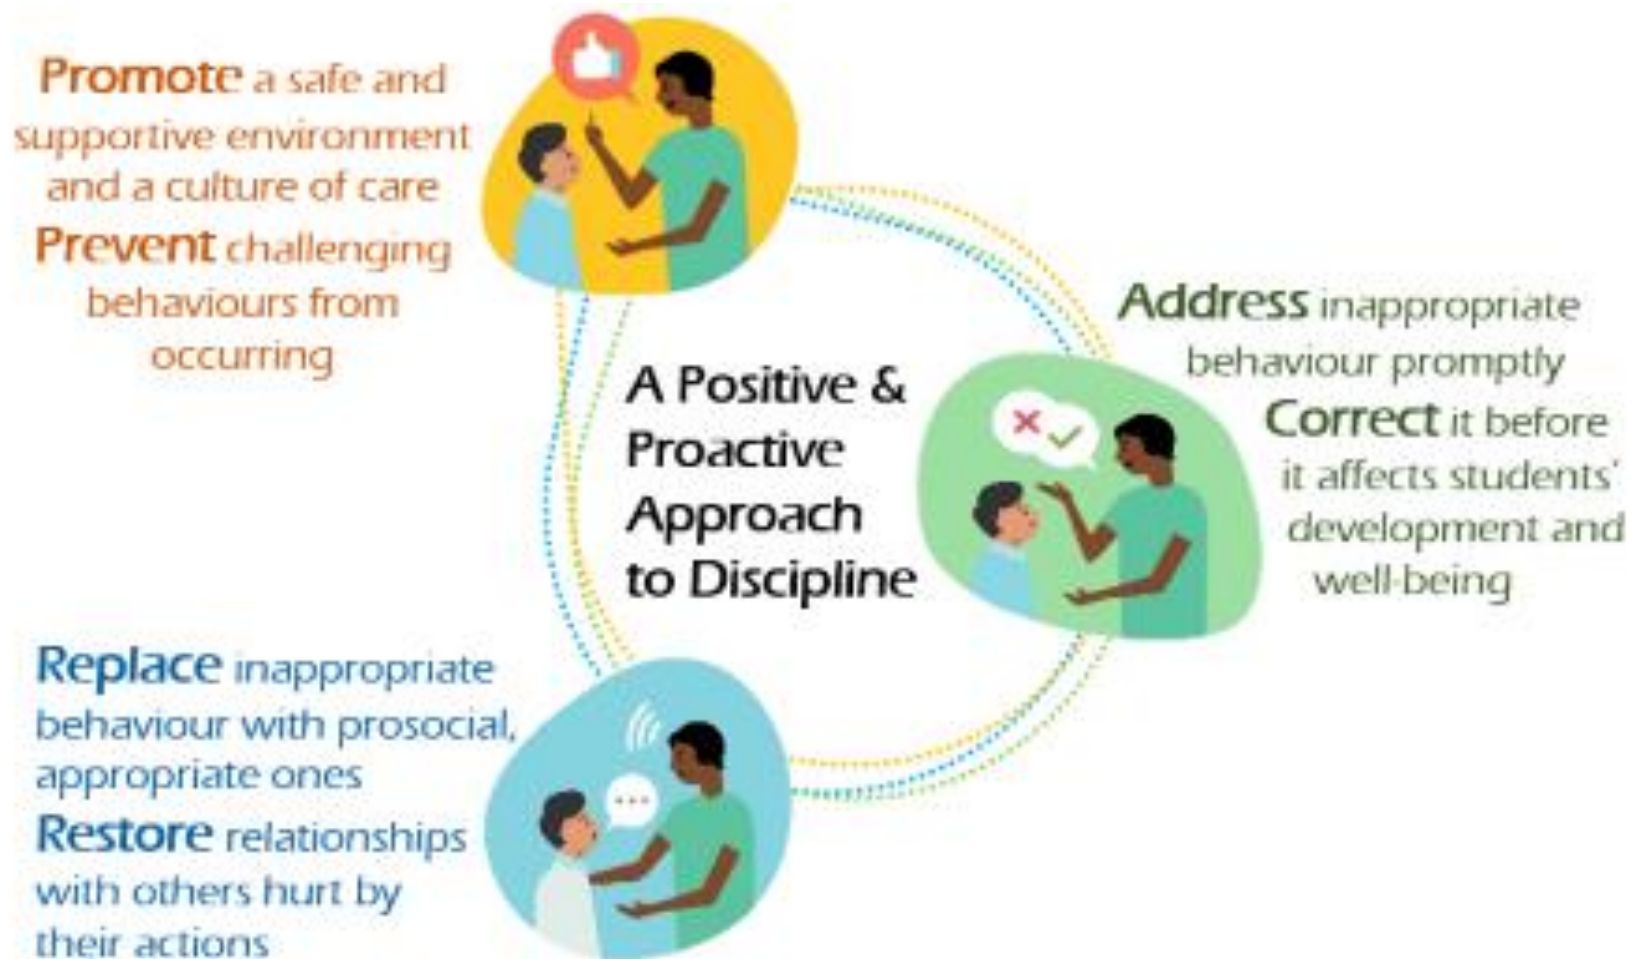 Promote a safe and
supportive environment
and a culture of care
Prevent challenging
behaviours from
occurring
A Positive &
Proactive
Approach
to Discipline
Address inappropriate
behaviour promptly
Correct it before
it affects students'
development and
well-being
Replace inappropriate
behaviour with prosocial,
appropriate ones
Restore relationships
with others hurt by
their actions